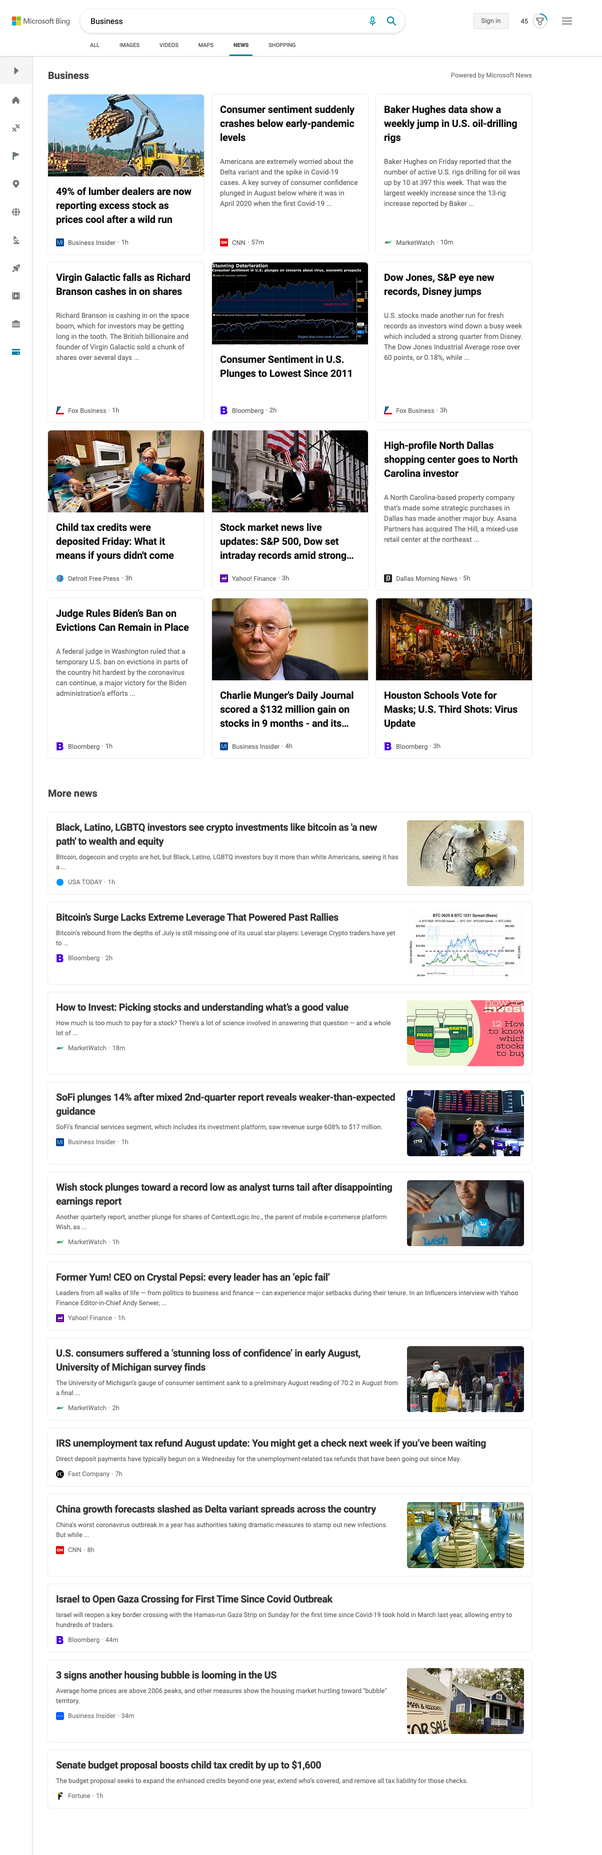 Microsoft Bing
Business
Sign in
45
ALL IMAGES VIDEOS MAPS NEWS SHOPPING
Business
Powered by Microsoft News
49% of lumber dealers are now
reporting excess stock as
prices cool after a wild run
Business Insider · 1h
Consumer sentiment suddenly
crashes below early-pandemic
levels
Americans are extremely worried about the
Delta variant and the spike in Covid-19
cases. A key survey of consumer confidence
plunged in August below where it was in
April 2020 when the first Covid-19 ...
CNN · 57m
Baker Hughes data show a
weekly jump in U.S. oil-drilling
rigs
Baker Hughes on Friday reported that the
number of active U.S. rigs drilling for oil was
up by 10 at 397 this week. That was the
largest weekly increase since the 13-rig
increase reported by Baker ...
MarketWatch · 10m
Virgin Galactic falls as Richard
Branson cashes in on shares
Richard Branson is cashing in on the space
boom, which for investors may be getting
long in the tooth. The British billionaire and
founder of Virgin Galactic sold a chunk of
shares over several days ...
Fox Business · 1h
Stunning Deterioration
Consumer sentiment in U.S. plunges on concerns about virus, economic prospects
Consumer Sentiment in U.S.
Plunges to Lowest Since 2011
Bloomberg · 2h
Dow Jones, S&P eye new
records, Disney jumps
U.S. stocks made another run for fresh
records as investors wind down a busy week
which included a strong quarter from Disney.
The Dow Jones Industrial Average rose over
60 points, or 0.18%, while ...
Fox Business · 3h
Child tax credits were
deposited Friday: What it
means if yours didn't come
Detroit Free Press · 3h
Stock market news live
updates: S&P 500, Dow set
intraday records amid strong...
Yahoo! Finance · 3h
High-profile North Dallas
shopping center goes to North
Carolina investor
A North Carolina-based property company
that's made some strategic purchases in
Dallas has made another major buy. Asana
Partners has acquired The Hill, a mixed-use
retail center at the northeast ...
Dallas Morning News · 5h
Judge Rules Biden's Ban on
Evictions Can Remain in Place
A federal judge in Washington ruled that a
temporary U.S. ban on evictions in parts of
the country hit hardest by the coronavirus
can continue, a major victory for the Biden
administration's efforts ...
Bloomberg · 1h
Charlie Munger's Daily Journal
scored a $132 million gain on
stocks in 9 months - and its...
Business Insider · 4h
Houston Schools Vote for
Masks; U.S. Third Shots: Virus
Update
Bloomberg · 3h
More news
Black, Latino, LGBTQ investors see crypto investments like bitcoin as 'a new
path' to wealth and equity
Bitcoin, dogecoin and crypto are hot, but Black, Latino, LGBTQ investors buy it more than white Americans, seeing it has
a ...
USA TODAY · 1h
Bitcoin's Surge Lacks Extreme Leverage That Powered Past Rallies
Bitcoin's rebound from the depths of July is still missing one of its usual star players: Leverage.Crypto traders have yet
to ...
Bloomberg · 2h
BTC 0625 & BTC 1231 Spread (Basis)
How to Invest: Picking stocks and understanding what's a good value
How much is too much to pay for a stock? There's a lot of science involved in answering that question — and a whole
lot of ...
MarketWatch · 18m
PRICE
12 How
to know
which
stocks
to buy
SoFi plunges 14% after mixed 2nd-quarter report reveals weaker-than-expected
guidance
SoFi's financial services segment, which includes its investment platform, saw revenue surge 608% to $17 million.
Business Insider · 1h
Wish stock plunges toward a record low as analyst turns tail after disappointing
earnings report
Another quarterly report, another plunge for shares of ContextLogic Inc., the parent of mobile e-commerce platform
Wish, as ...
MarketWatch · 1h
wish
Former Yum! CEO on Crystal Pepsi: every leader has an 'epic fail'
Leaders from all walks of life — from politics to business and finance — can experience major setbacks during their tenure. In an Influencers interview with Yahoo
Finance Editor-in-Chief Andy Serwer, ...
Yahoo! Finance · 1h
U.S. consumers suffered a 'stunning loss of confidence' in early August,
University of Michigan survey finds
The University of Michigan's gauge of consumer sentiment sank to a preliminary August reading of 70.2 in August from
a final ...
MarketWatch · 2h
IRS unemployment tax refund August update: You might get a check next week if you've been waiting
Direct deposit payments have typically begun on a Wednesday for the unemployment-related tax refunds that have been going out since May.
Fast Company · 7h
China growth forecasts slashed as Delta variant spreads across the country
China's worst coronavirus outbreak in a year has authorities taking dramatic measures to stamp out new infections.
But while ...
CNN · 8h
Israel to Open Gaza Crossing for First Time Since Covid Outbreak
Israel will reopen a key border crossing with the Hamas-run Gaza Strip on Sunday for the first time since Covid-19 took hold in March last year, allowing entry to
hundreds of traders.
Bloomberg · 44m
3 signs another housing bubble is looming in the US
Average home prices are above 2006 peaks, and other measures show the housing market hurtling toward "bubble"
territory.
Business Insider · 34m
OR SALE
Senate budget proposal boosts child tax credit by up to $1,600
The budget proposal seeks to expand the enhanced credits beyond one year, extend who's covered, and remove all tax liability for those checks.
Fortune · 1h